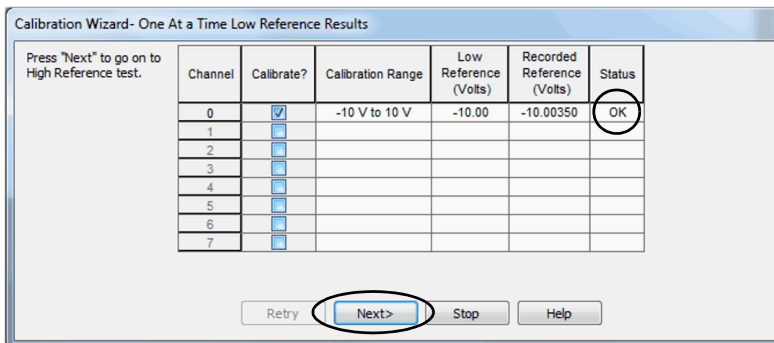 Calibration Wizard- One At a Time Low Reference Results
Press "Next" to go on to
High Reference test.
Channel Calibrate? Calibration Range Low Reference (Volts) Recorded Reference (Volts) Status
0 -10 V to 10 V -10.00 -10.00350 OK
1
2
3
4
5
6
7
Retry Next> Stop Help